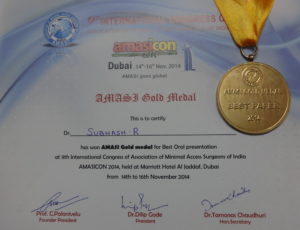 INTERNATIONAL CONGRESS
amasicon
Dubai 14th-16th Nov, 2014
AMASI goes global
AMASI Gold Medal
This is to certify
Dr. SUBHASH R
has won AMASI Gold medal for Best Oral presentation
at 11th International Congress of Association of Minimal Access Surgeons of India
AMASICON 2014, held at Marriott Hotel Al Jaddaf, Dubai
from 14th to 16th November 2014
BEST PAPER
2014
Prof. C.Palanivelu
Founder President
Dr.Dilip Gode
President
Dr.Tamonas Chaudhuri
Hon.Secretary